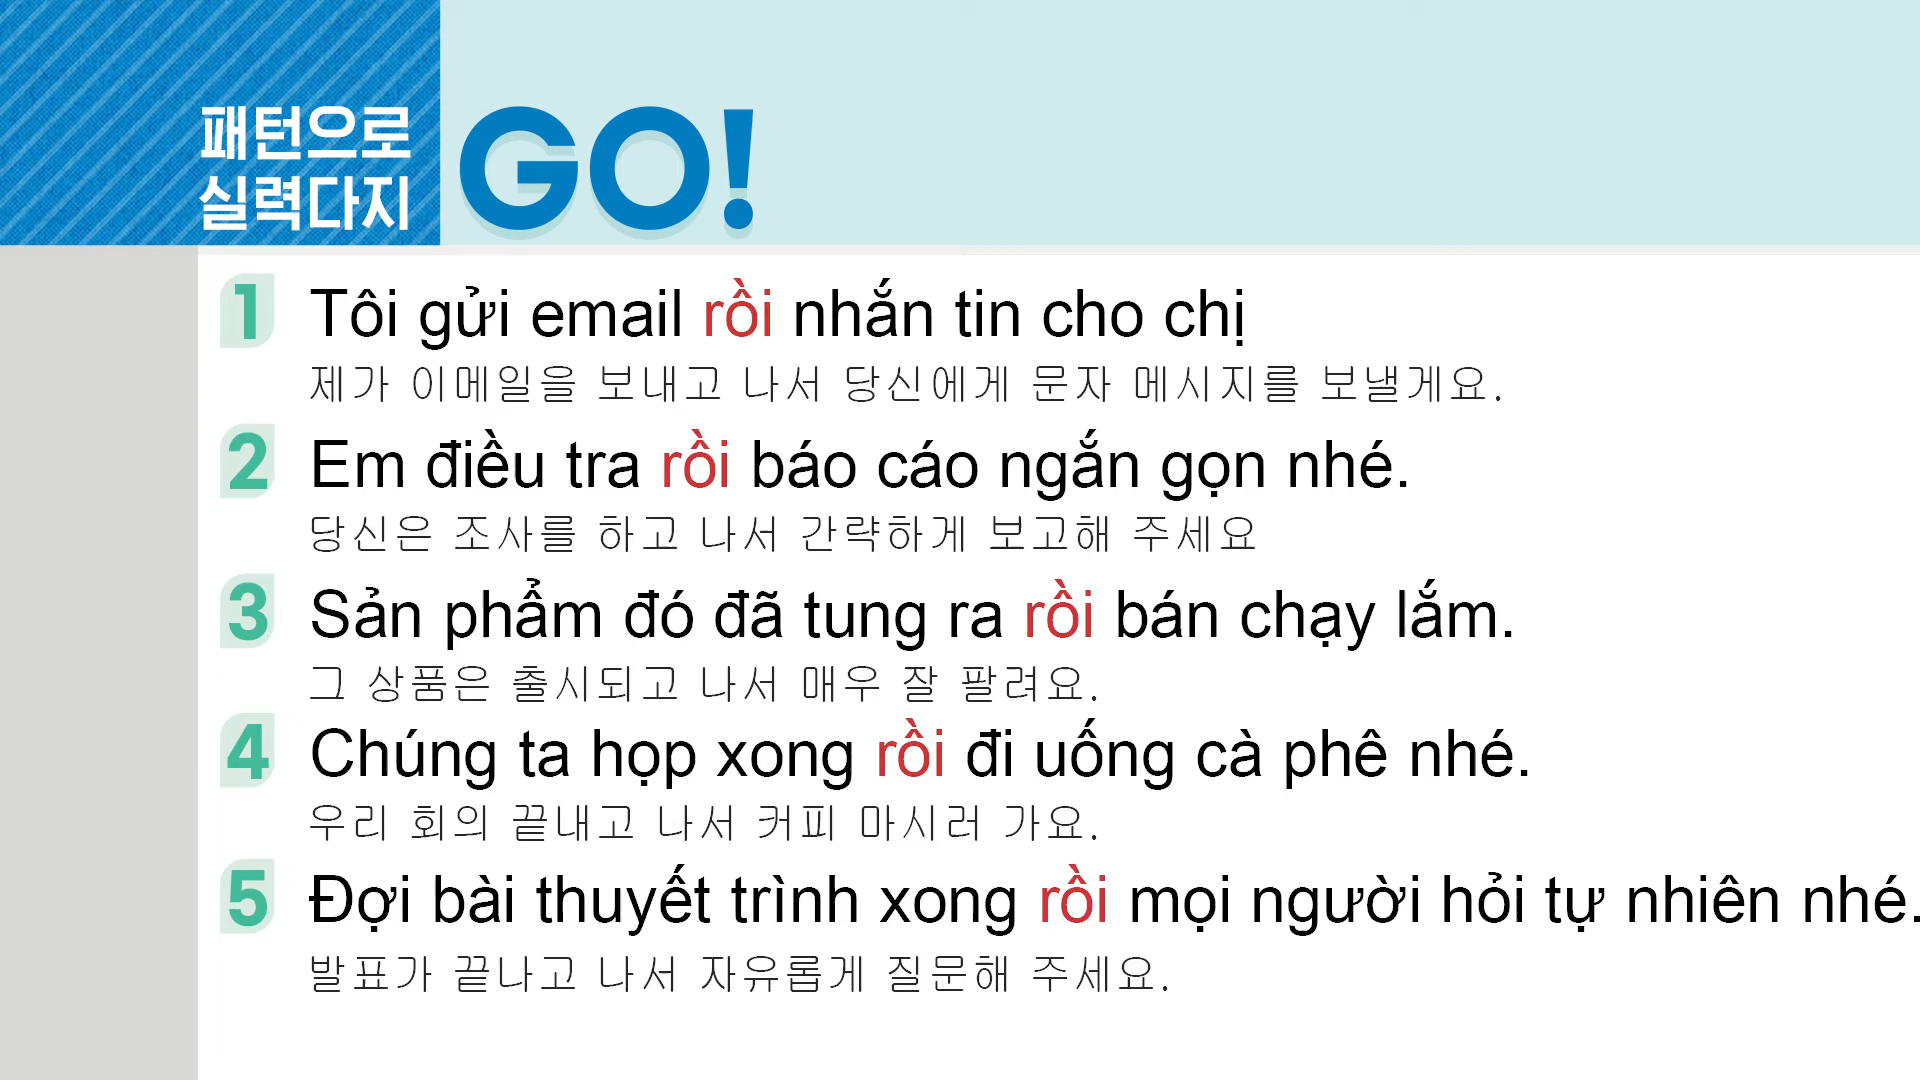 패턴으로
실력다지
GO!
1 Tôi gửi email rồi nhắn tin cho chị
제가 이메일을 보내고 나서 당신에게 문자 메시지를 보낼게요.
2 Em điều tra rồi báo cáo ngắn gọn nhé.
당신은 조사를 하고 나서 간략하게 보고해 주세요
3 Sản phẩm đó đã tung ra rồi bán chạy lắm.
그 상품은 출시되고 나서 매우 잘 팔려요.
4 Chúng ta họp xong rồi đi uống cà phê nhé.
우리 회의 끝내고 나서 커피 마시러 가요.
5 Đợi bài thuyết trình xong rồi mọi người hỏi tự nhiên nhé.
발표가 끝나고 나서 자유롭게 질문해 주세요.